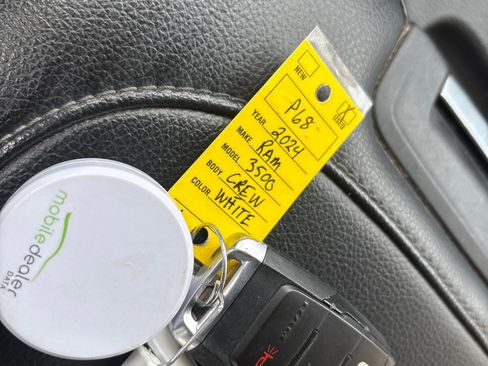 NEW
USED
P68
YEAR 2024
MAKE RAM
MODEL 3500
BODY CREW
COLOR WHITE
mobiledealer
DATA